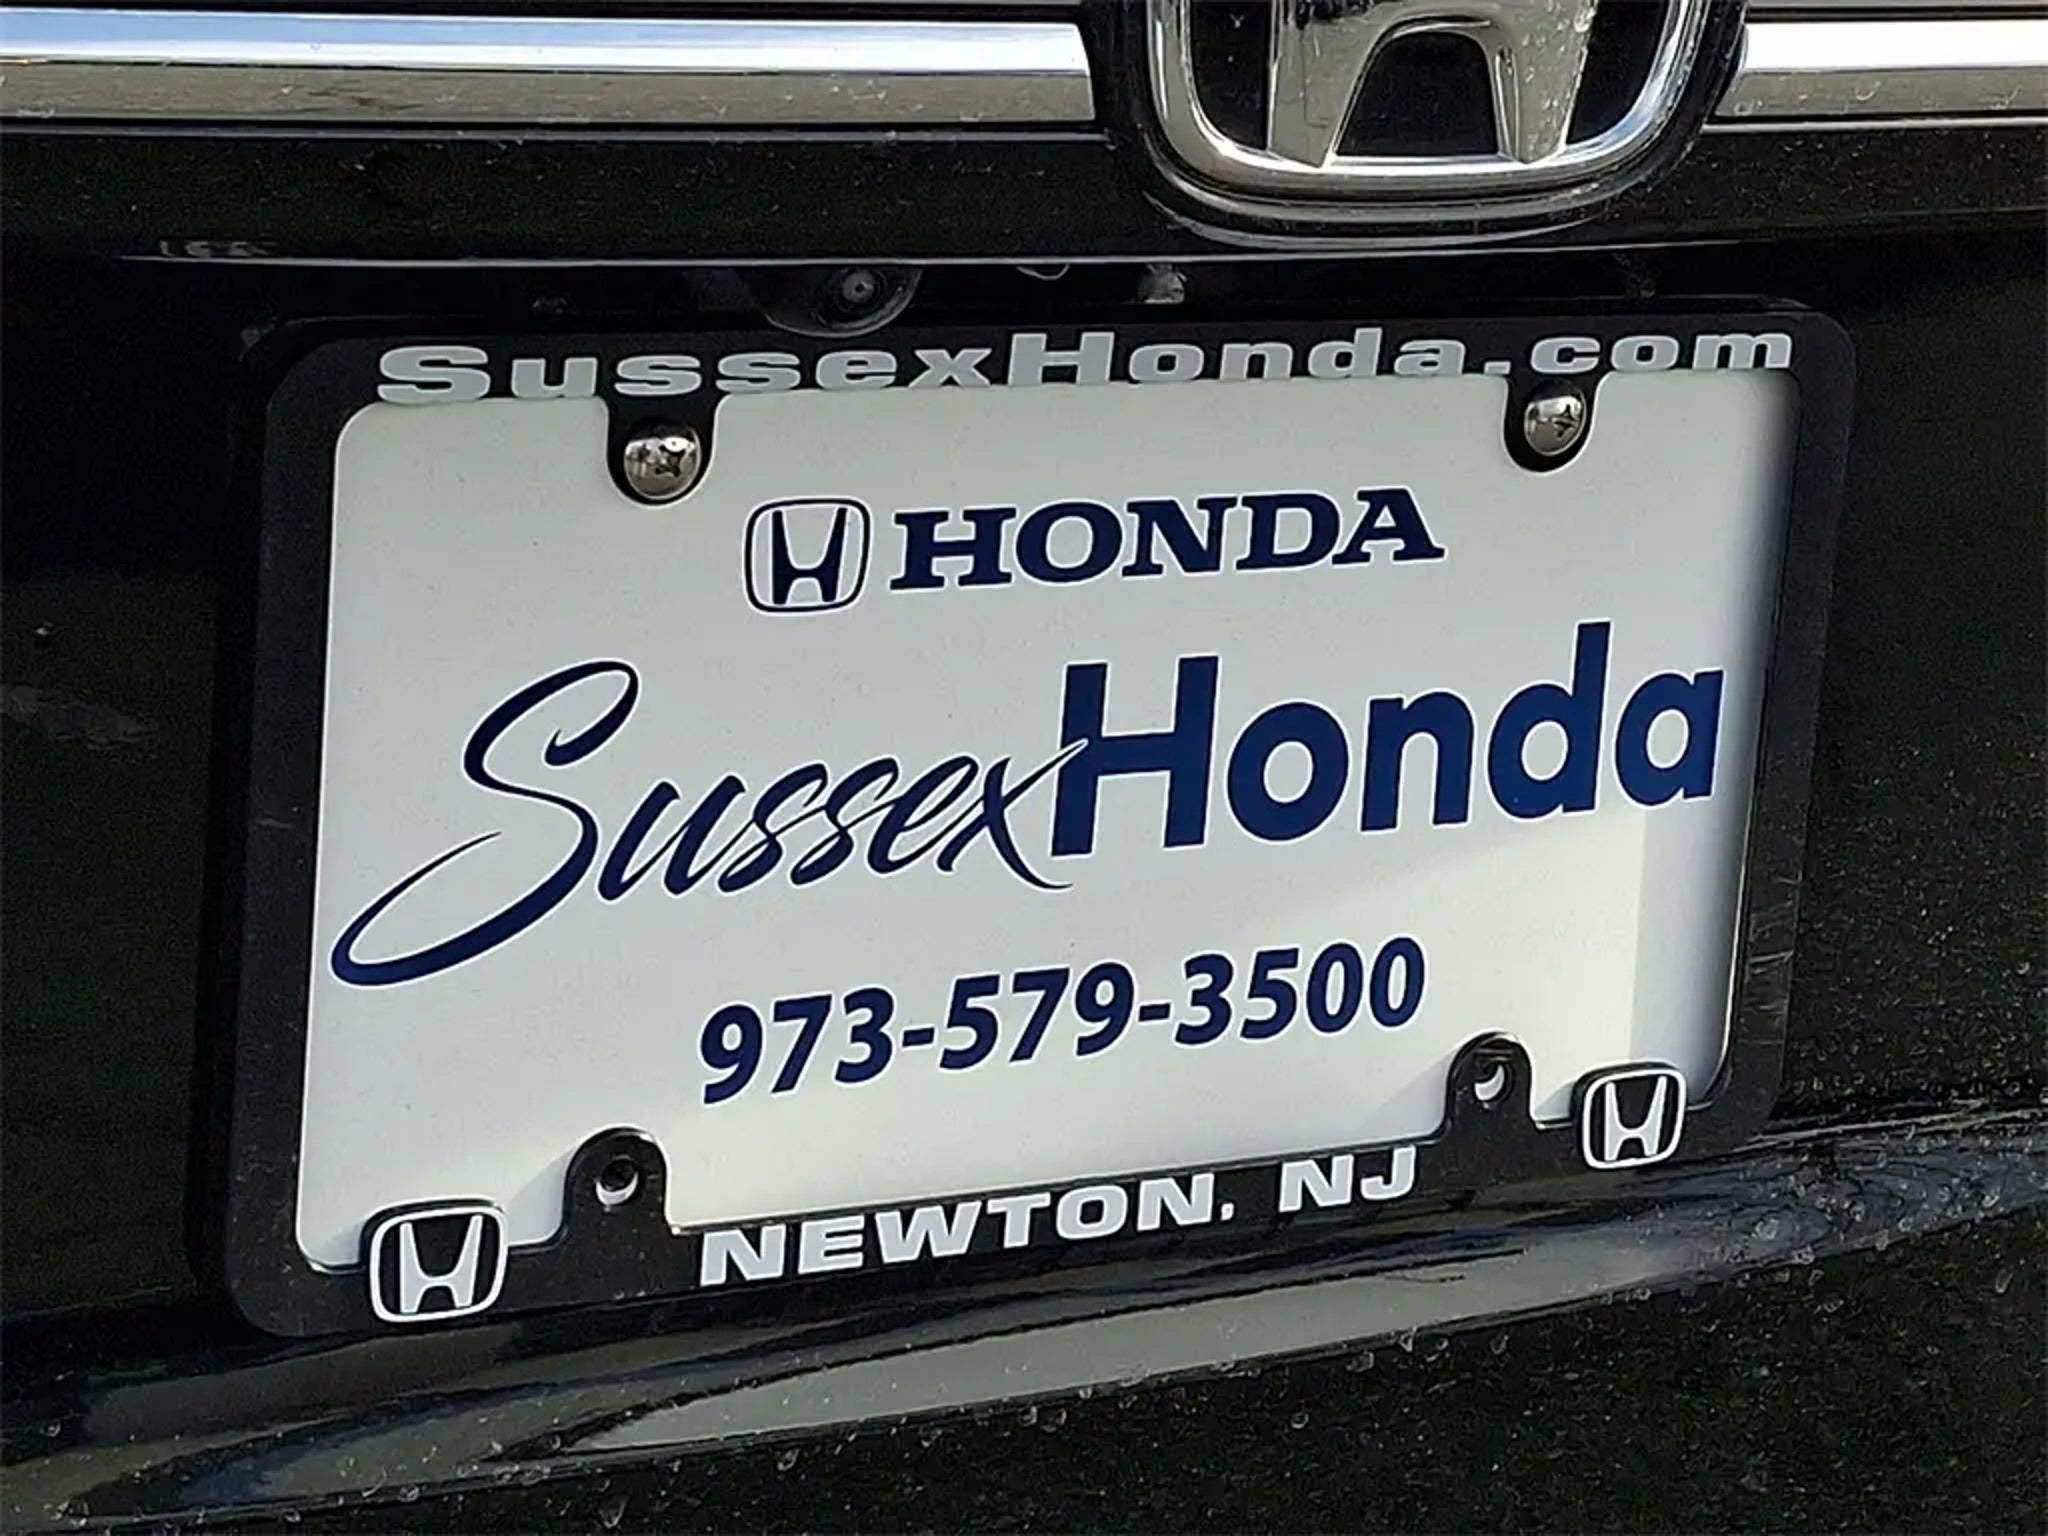 SussexHonda.com
HONDA
SussexHonda
973-579-3500
NEWTON, NJ